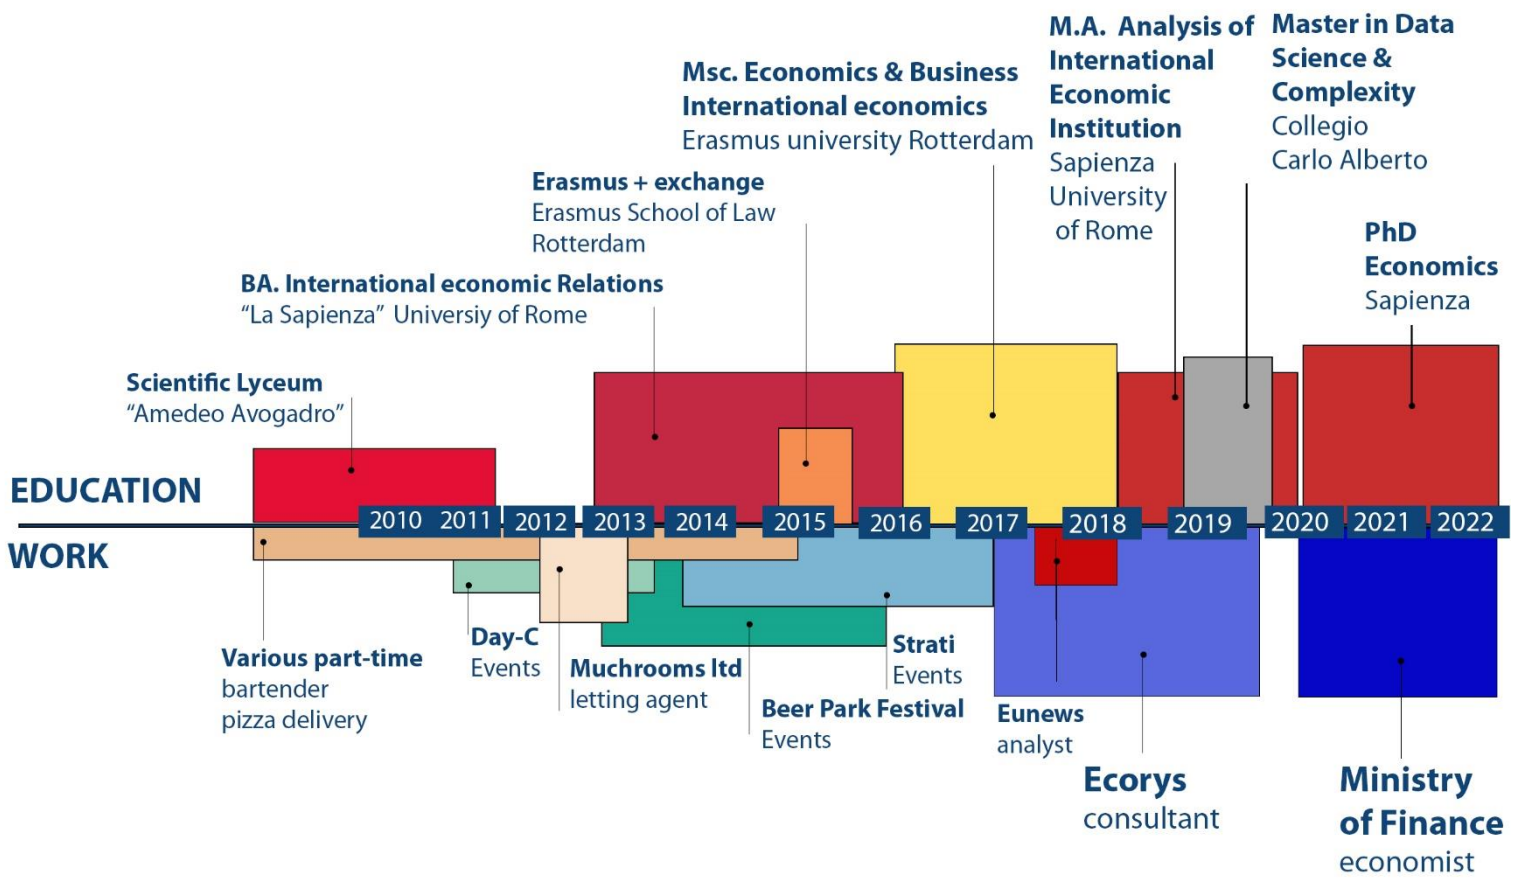 M.A. Analysis of
International
Economic
Institution
Sapienza
University
of Rome
Master in Data
Science &
Complexity
Collegio
Carlo Alberto
Msc. Economics & Business
International economics
Erasmus university Rotterdam
Erasmus + exchange
Erasmus School of Law
Rotterdam
PhD
Economics
Sapienza
BA. International economic Relations
“La Sapienza” Universiy of Rome
Scientific Lyceum
“Amedeo Avogadro”
EDUCATION
2010 2011 2012 2013 2014 2015 2016 2017 2018 2019 2020 2021 2022
WORK
Various part-time
bartender
pizza delivery
Day-C
Events
Muchrooms ltd
letting agent
Beer Park Festival
Events
Strati
Events
Eunews
analyst
Ecorys
consultant
Ministry
of Finance
economist